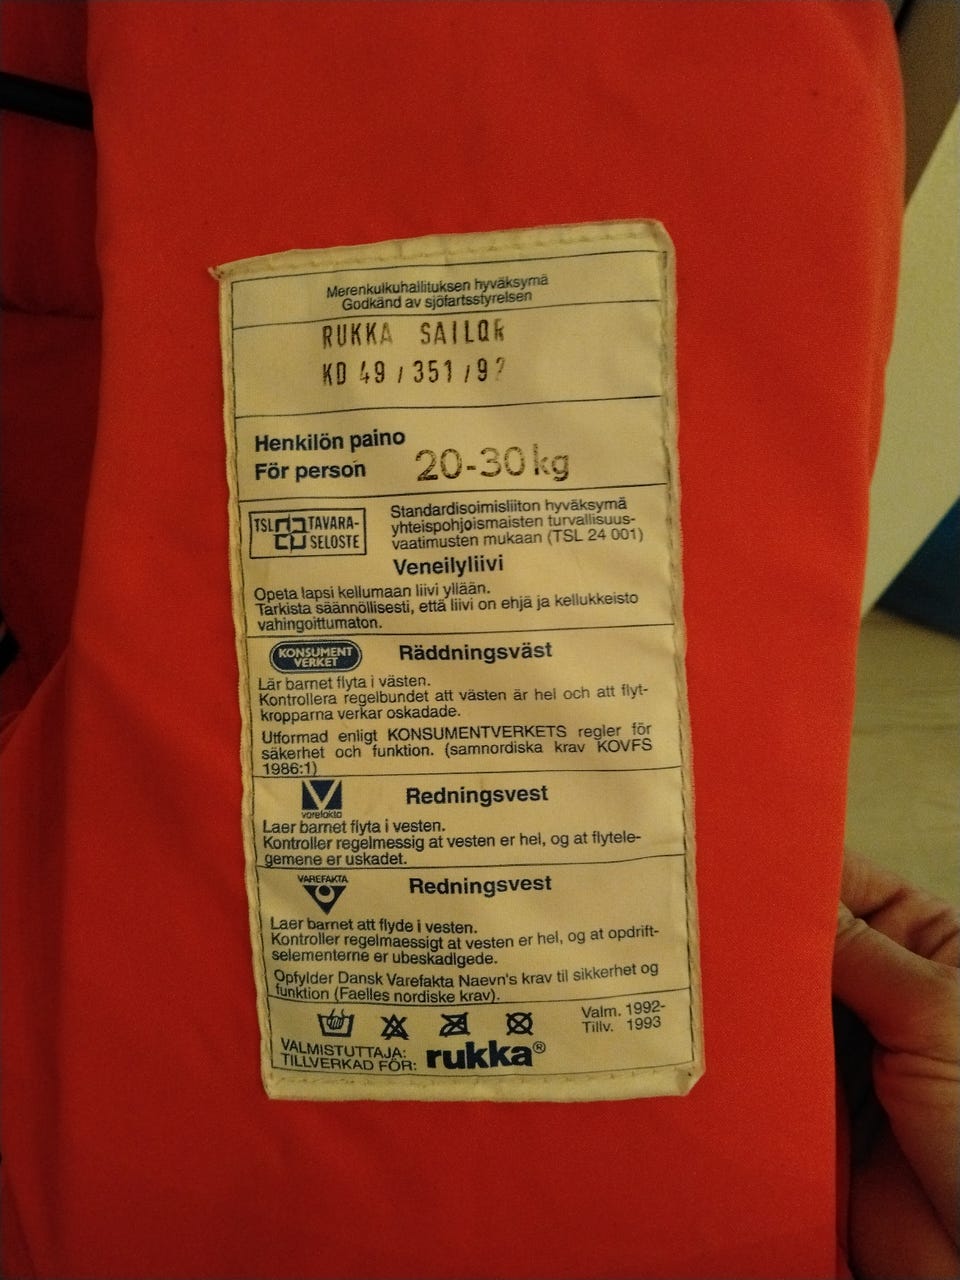 Merenkulkuhallituksen hyväksymä
Godkänd av sjöfartsstyrelsen
RUKKA SAILOR
KD 49 / 351 / 92
Henkilön paino
För person 20-30 kg
TSL TAVARA-
SELOSTE
Standardisoimisliiton hyväksymä
yhteispohjoismaisten turvallisuus-
vaatimusten mukaan (TSL 24 001)
Veneilyliivi
Opeta lapsi kellumaan liivi yllään.
Tarkista säännöllisesti, että liivi on ehjä ja kellukkeisto
vahingoittumaton.
KONSUMENT
VERKET
Räddningsväst
Lär barnet flyta i västen.
Kontrollera regelbundet att västen är hel och att flyt-
kropparna verkar oskadade.
Utformad enligt KONSUMENTVERKETS regler för
säkerhet och funktion. (samnordiska krav KOVFS
1986:1)
varefakta
Redningsvest
Laer barnet flyta i vesten.
Kontroller regelmessig at vesten er hel, og at flytele-
gemene er uskadet.
VAREFAKTA
Redningsvest
Laer barnet att flyde i vesten.
Kontroller regelmaessigt at vesten er hel, og at opdrift-
selementerne er ubeskadigede.
Opfylder Dansk Varefakta Naevn's krav til sikkerhet og
funktion (Faelles nordiske krav).
Valm. 1992-
Tillv. 1993
VALMISTUTTAJA:
TILLVERKAD FÖR: rukka®